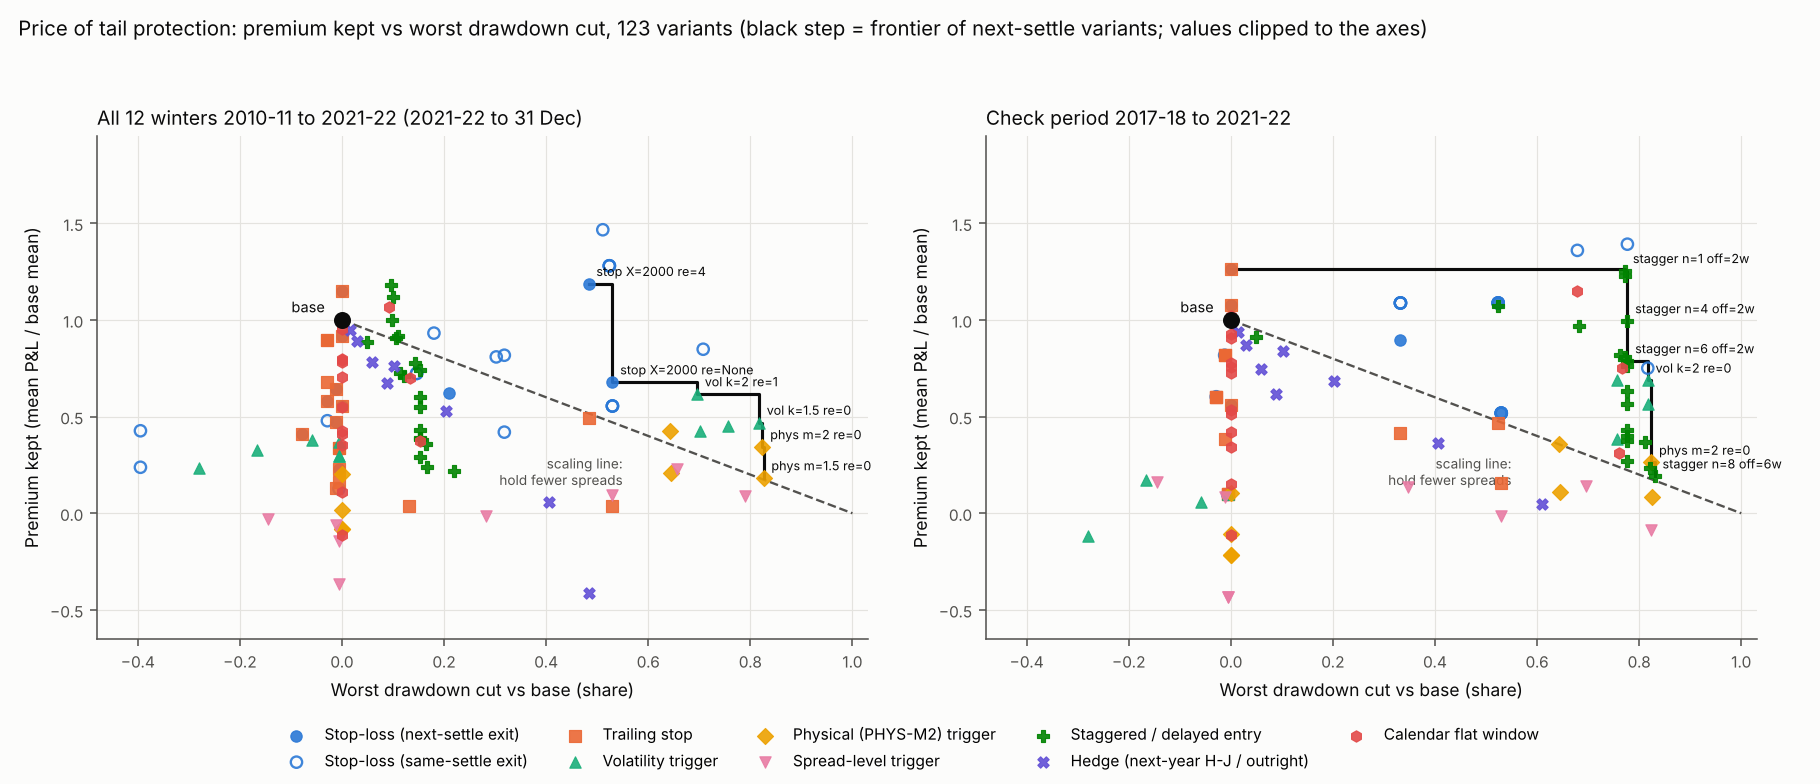 Price of tail protection: premium kept vs worst drawdown cut, 123 variants (black step = frontier of next-settle variants; values clipped to the axes)
All 12 winters 2010-11 to 2021-22 (2021-22 to 31 Dec)
Premium kept (mean P&L / base mean)
1.5
1.0
0.5
0.0
−0.5
base
stop X=2000 re=4
stop X=2000 re=None
vol k=2 re=1
vol k=1.5 re=0
phys m=2 re=0
phys m=1.5 re=0
scaling line:
hold fewer spreads
−0.4 −0.2 0.0 0.2 0.4 0.6 0.8 1.0
Worst drawdown cut vs base (share)
Check period 2017-18 to 2021-22
Premium kept (mean P&L / base mean)
1.5
1.0
0.5
0.0
−0.5
base
stagger n=1 off=2w
stagger n=4 off=2w
stagger n=6 off=2w
vol k=2 re=0
phys m=2 re=0
stagger n=8 off=6w
scaling line:
hold fewer spreads
−0.4 −0.2 0.0 0.2 0.4 0.6 0.8 1.0
Worst drawdown cut vs base (share)
Stop-loss (next-settle exit)
Stop-loss (same-settle exit)
Trailing stop
Volatility trigger
Physical (PHYS-M2) trigger
Spread-level trigger
Staggered / delayed entry
Hedge (next-year H-J / outright)
Calendar flat window